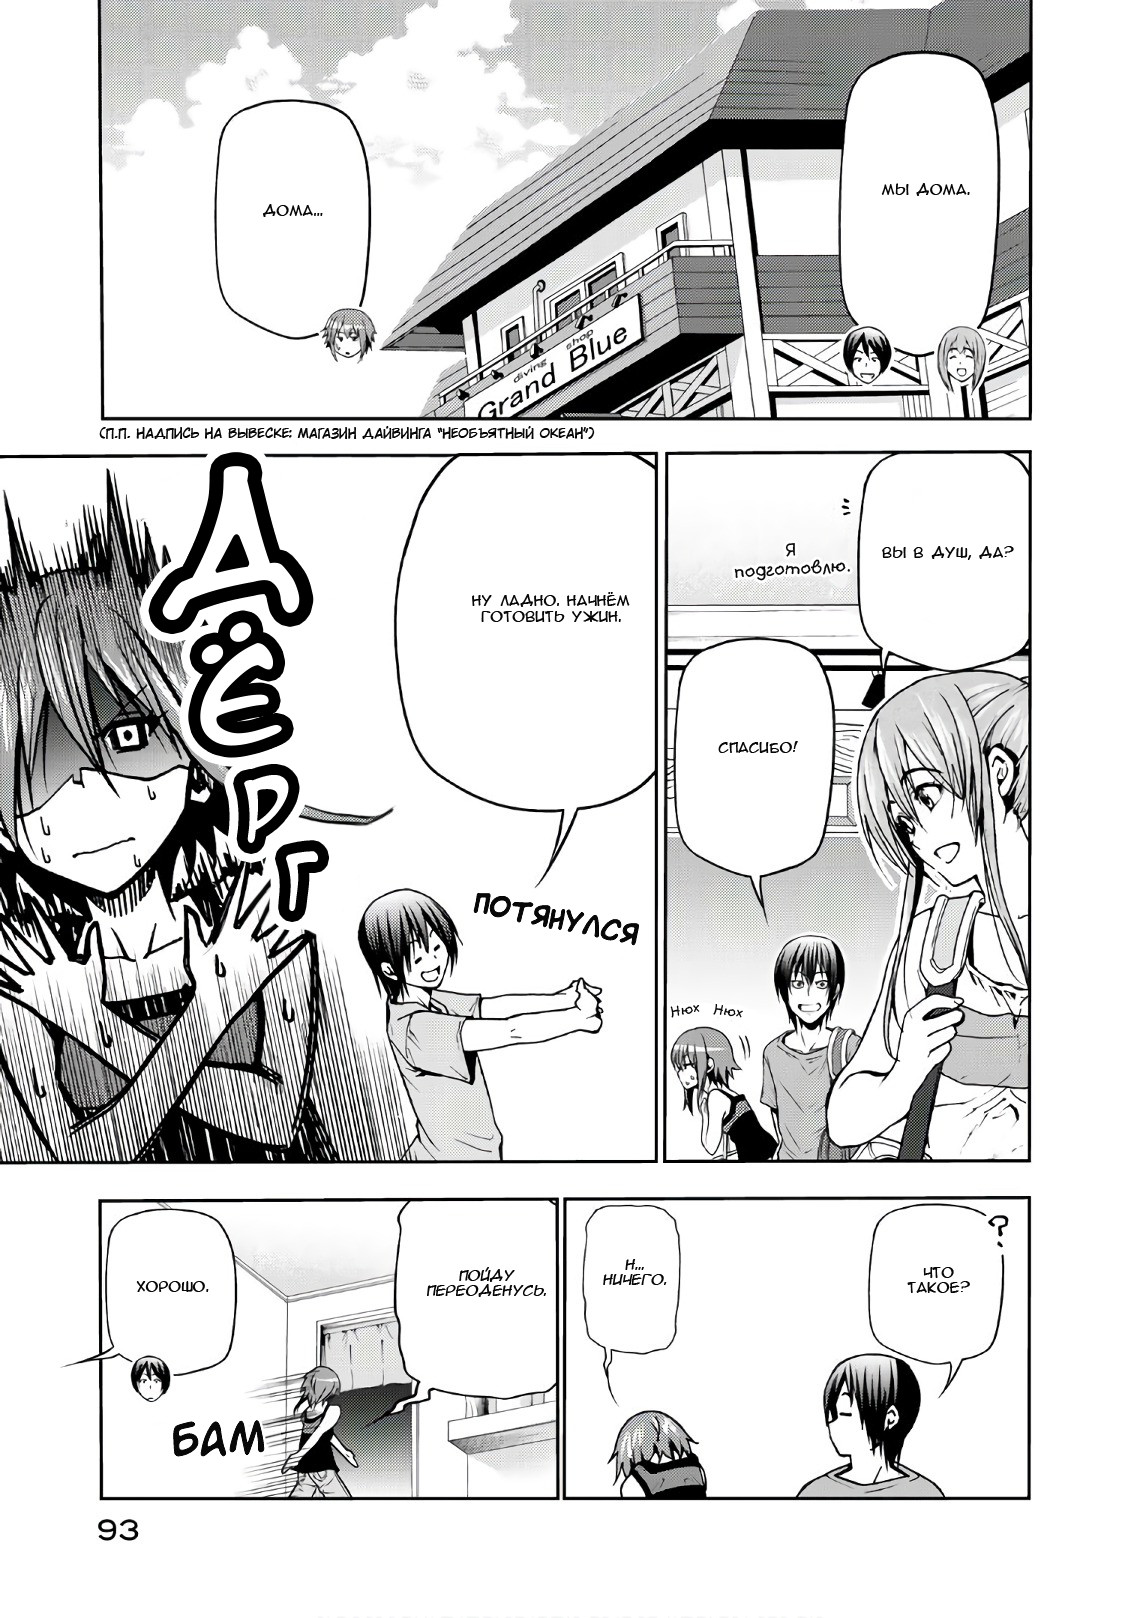 МЫ ДОМА.
ДОМА...
diving shop
Grand Blue
(П.П. НАДПИСЬ НА ВЫВЕСКЕ: МАГАЗИН ДАЙВИНГА "НЕОБЪЯТНЫЙ ОКЕАН")
ВЫ В ДУШ, ДА?
Я
подготовлю.
СПАСИБО!
Нюх Нюх
НУ ЛАДНО, НАЧНЁМ
ГОТОВИТЬ УЖИН.
ПОТЯНУЛСЯ
ДЁРГ
?
ЧТО
ТАКОЕ?
Н...
НИЧЕГО.
ПОЙДУ
ПЕРЕОДЕНУСЬ.
ХОРОШО.
БАМ
93